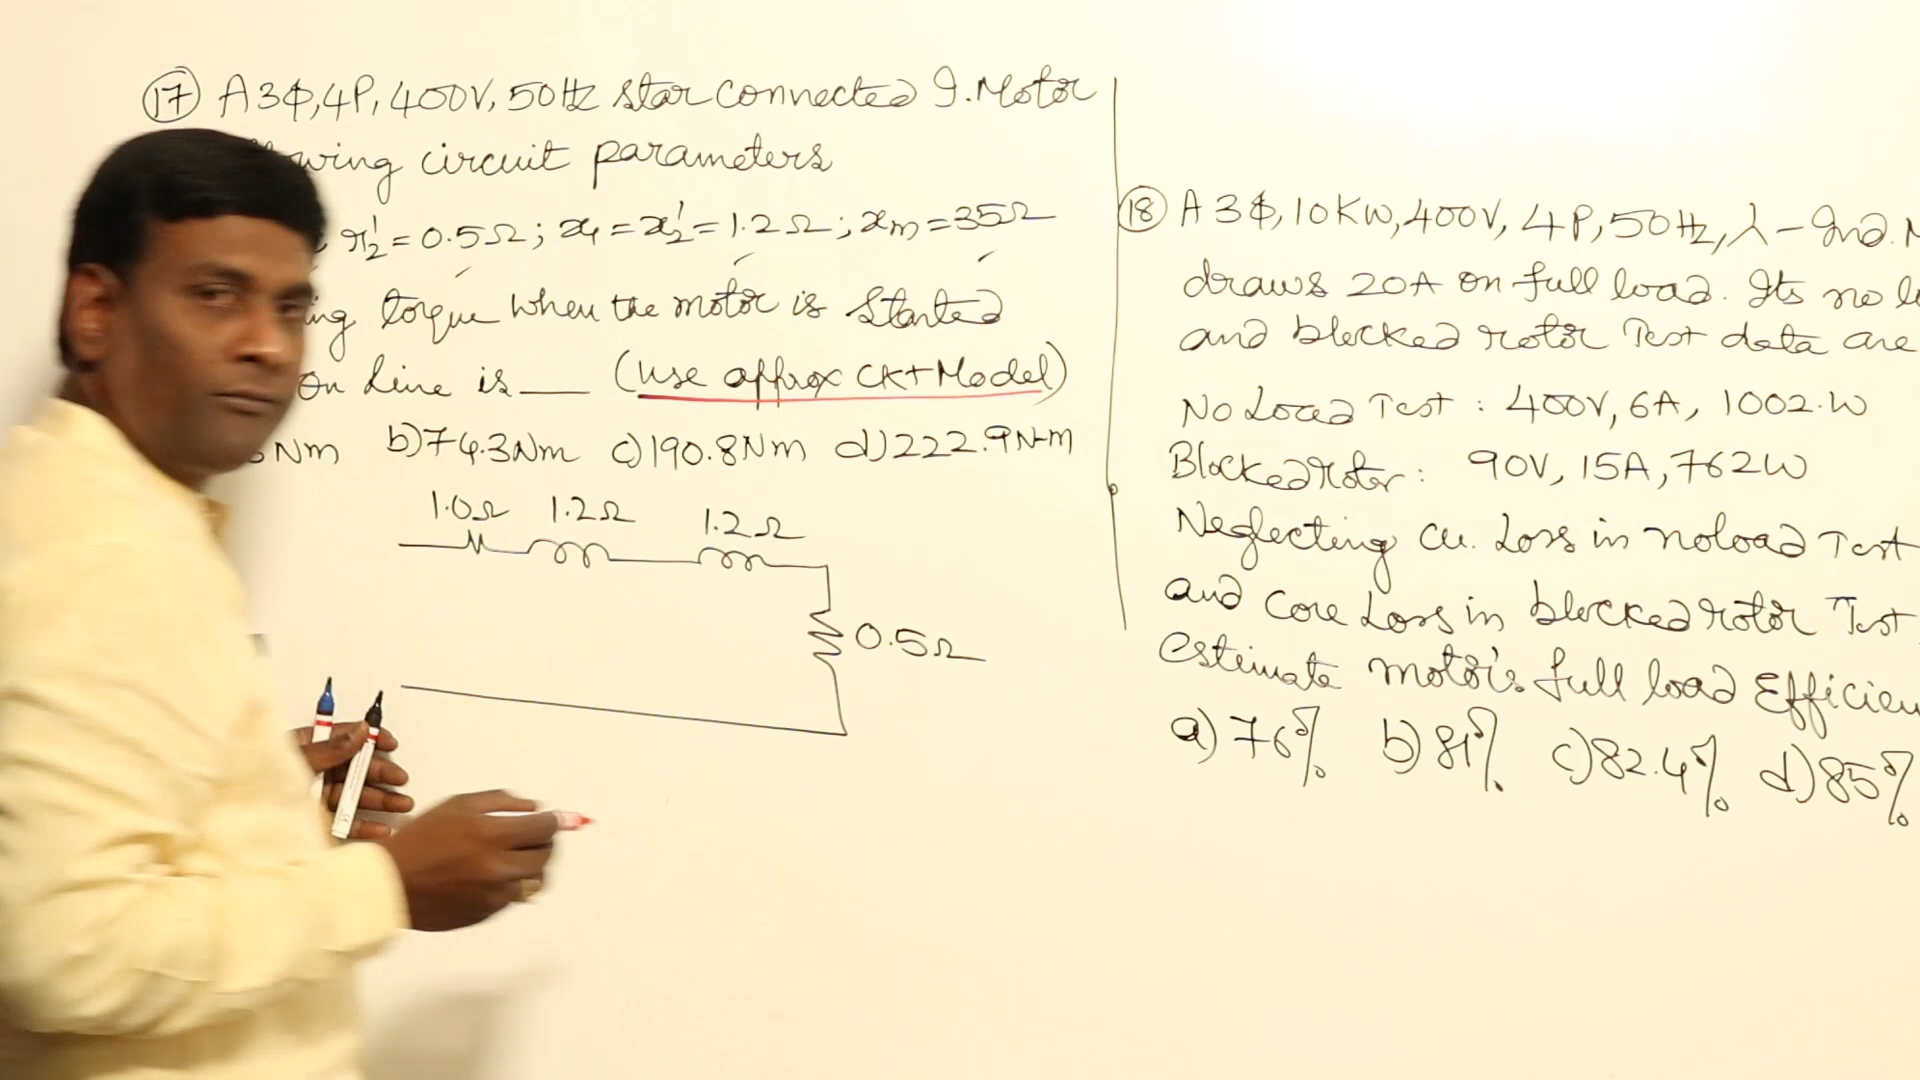 17 A 3ϕ, 4P, 400V, 50Hz star connected I.Motor
circuit parameters
r₂' = 0.5Ω; x₁ = x₂' = 1.2Ω; xₘ = 35Ω
torque when the motor is started
on line is ___ (use approx CKT Model)
Nm b) 74.3Nm c) 190.8Nm d) 222.9N-m
1.0Ω 1.2Ω 1.2Ω
0.5Ω
18 A 3ϕ, 10KW, 400V, 4P, 50Hz, λ - Ind.
draws 20A on full load. Its no
and blocked rotor Test data are
No Load Test : 400V, 6A, 1002.W
Blocked rotor : 90V, 15A, 762W
Neglecting cu. Loss in noload Test
and core Loss in blocked rotor Test
estimate motor's full load
a) 76% b) 81% c) 82.4% d) 85%